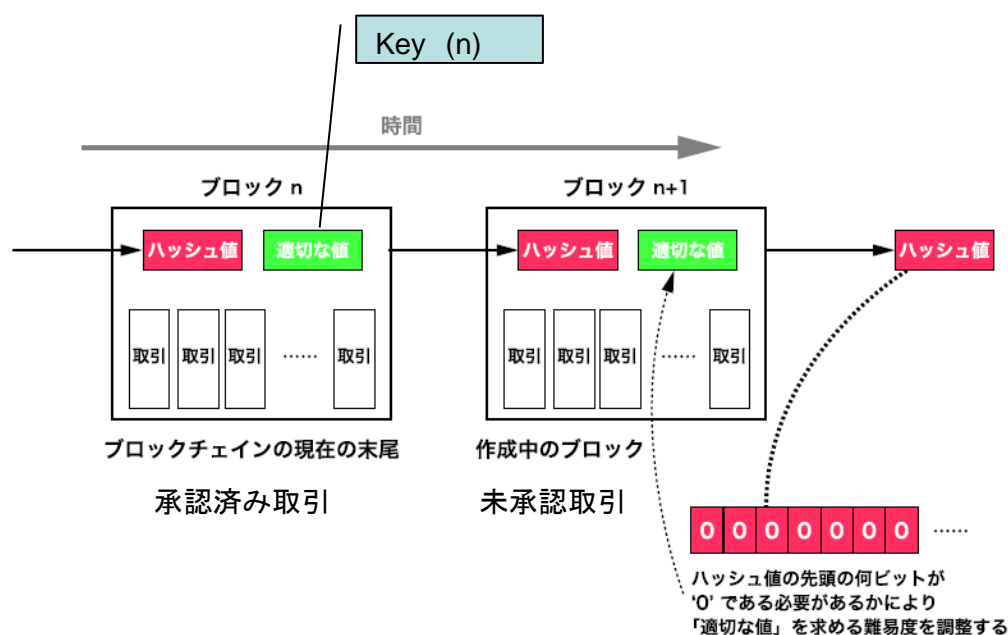 Key (n)
時間
ブロック n
ブロック n+1
ハッシュ値
適切な値
ハッシュ値
適切な値
ハッシュ値
取引
取引
取引
……
取引
取引
取引
取引
……
取引
ブロックチェインの現在の末尾
作成中のブロック
承認済み取引
未承認取引
0 0 0 0 0 0 0 ……
ハッシュ値の先頭の何ビットが
‘0’ である必要があるかにより
「適切な値」を求める難易度を調整する